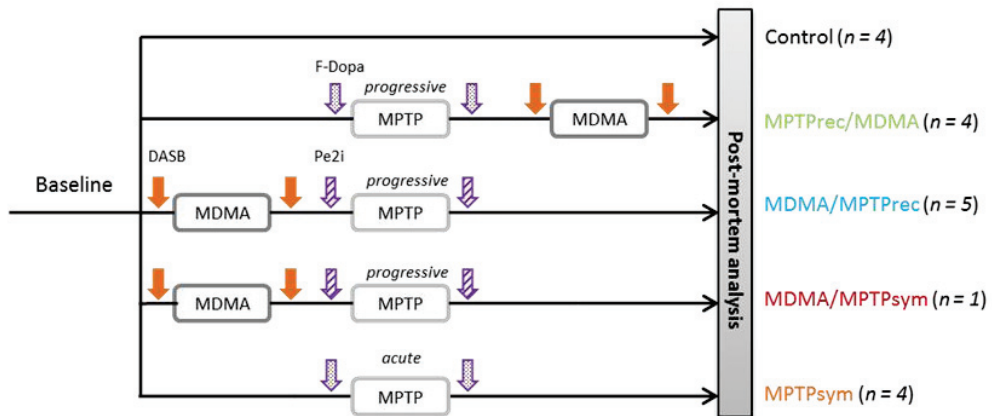 Control (n = 4)
F-Dopa
progressive
MPTP
MDMA
MPTPrec/MDMA (n = 4)
DASB
Pe2i
Baseline
MDMA
progressive
MPTP
MDMA/MPTPrec (n = 5)
MDMA
progressive
MPTP
MDMA/MPTPsym (n = 1)
acute
MPTP
MPTPsym (n = 4)
Post-mortem analysis